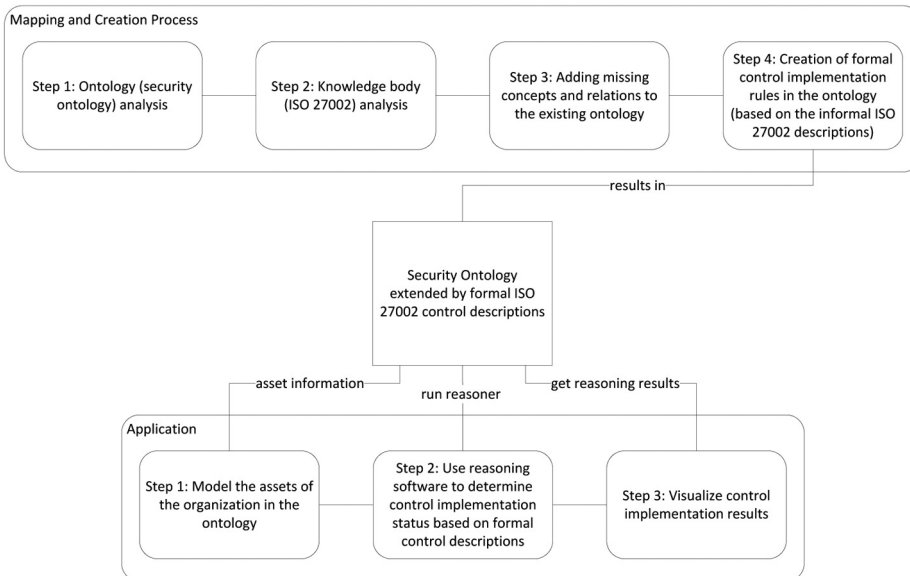 Mapping and Creation Process
Step 1: Ontology (security
ontology) analysis
Step 2: Knowledge body
(ISO 27002) analysis
Step 3: Adding missing
concepts and relations to
the existing ontology
Step 4: Creation of formal
control implementation
rules in the ontology
(based on the informal ISO
27002 descriptions)
results in
Security Ontology
extended by formal ISO
27002 control descriptions
asset information
run reasoner
get reasoning results
Application
Step 1: Model the assets of
the organization in the
ontology
Step 2: Use reasoning
software to determine
control implementation
status based on formal
control descriptions
Step 3: Visualize control
implementation results